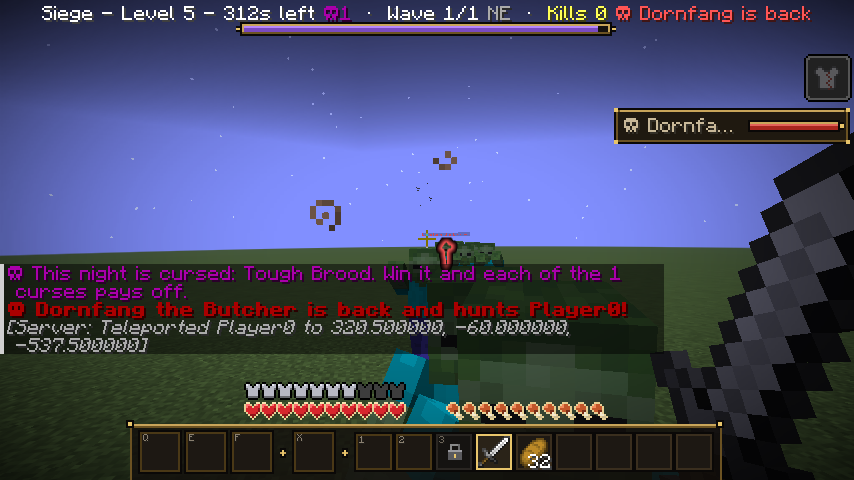 Siege - Level 5 - 312s left 1 · Wave 1/1 NE · Kills 0 Dornfang is back
Dornfa...
This night is cursed: Tough Brood. Win it and each of the 1
curses pays off.
Dornfang the Butcher is back and hunts Player0!
[Server: Teleported Player0 to 320.500000, -60.000000,
-537.500000]
Q E F X 1 2 3
32